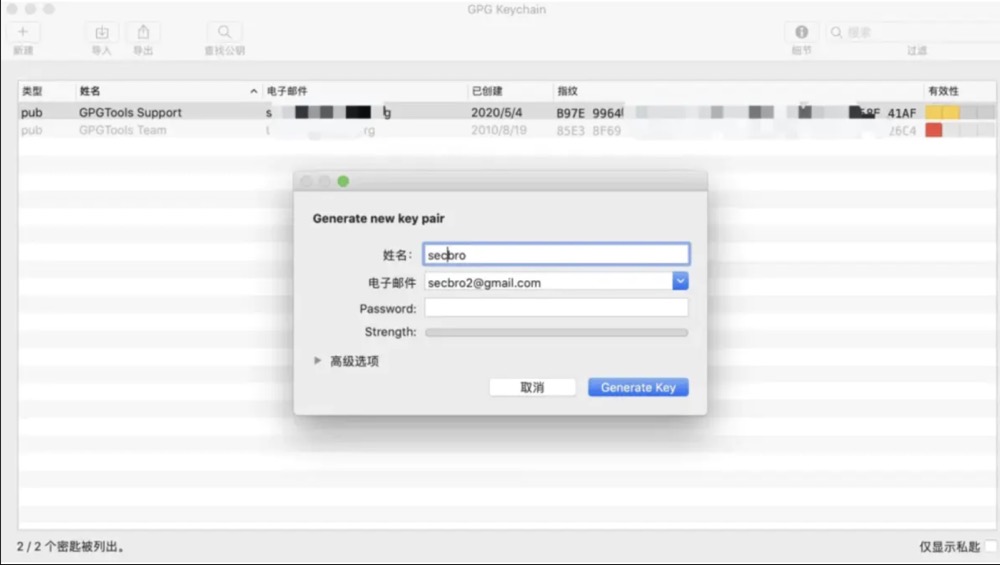 GPG Keychain
新建 导入 导出 查找公钥 细节 搜索 过滤
类型 姓名 电子邮件 已创建 指纹 有效性
pub GPGTools Support s g 2020/5/4 B97E 9964 58F 41AF
pub GPGTools Team t rg 2010/8/19 85E3 8F69 26C4
Generate new key pair
姓名: secbro
电子邮件 secbro2@gmail.com
Password:
Strength:
高级选项
取消 Generate Key
2 / 2 个密匙被列出。 仅显示私匙